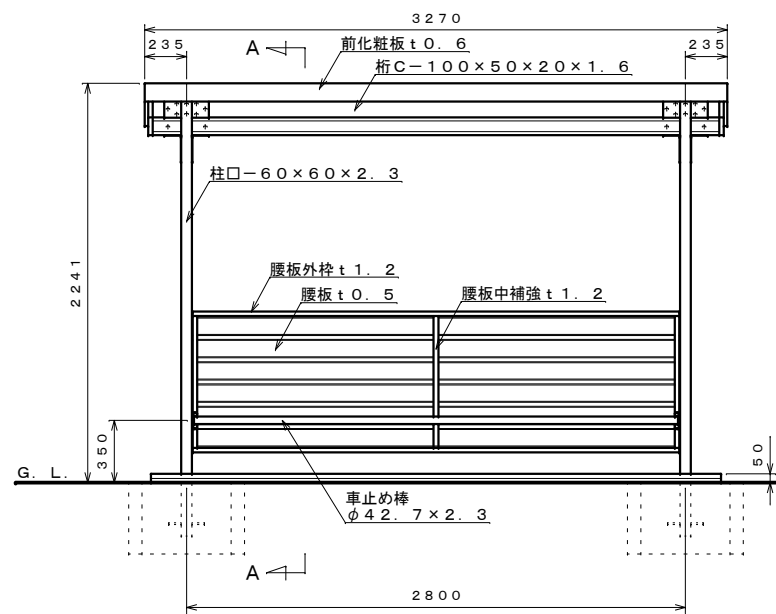 3270
235
A
前化粧板ｔ０．６
235
桁Ｃ－１００×５０×２０×１．６
柱口－６０×６０×２．３
2241
腰板外枠ｔ１．２
腰板ｔ０．５
腰板中補強ｔ１．２
350
G. L.
50
車止め棒
φ４２．７×２．３
A
2800